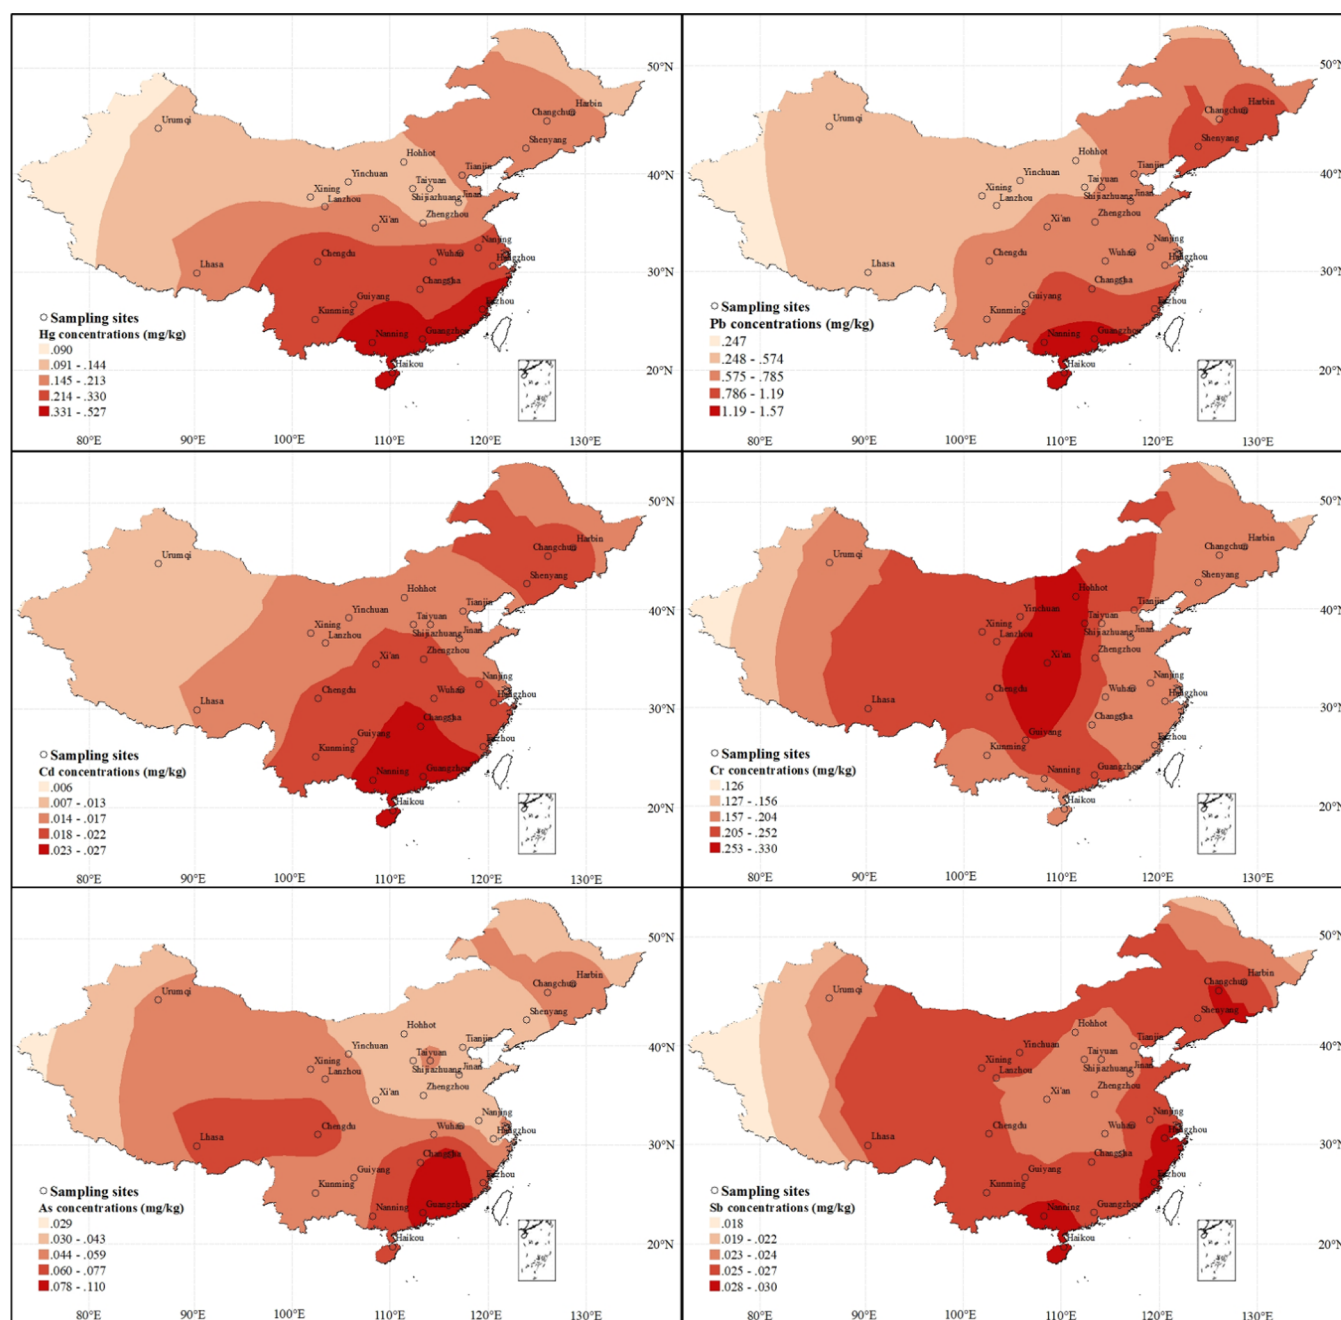 50°N
40°N
30°N
20°N
Urumqi
Harbin
Changchun
Shenyang
Hohhot
Tianjin
Yinchuan
Taiyuan
Xining
Shijiazhuang
Jinan
Lanzhou
Zhengzhou
Xi'an
Nanjing
Chengdu
Wuhan
Hangzhou
Lhasa
Changsha
Guiyang
Fuzhou
Kunming
Nanning
Guangzhou
Haikou
Sampling sites
Hg concentrations (mg/kg)
.090
.091 - .144
.145 - .213
.214 - .330
.331 - .527
80°E 90°E 100°E 110°E 120°E 130°E
50°N
40°N
30°N
20°N
Urumqi
Harbin
Changchun
Shenyang
Hohhot
Tianjin
Yinchuan
Taiyuan
Xining
Shijiazhuang
Jinan
Lanzhou
Zhengzhou
Xi'an
Nanjing
Chengdu
Wuhan
Hangzhou
Lhasa
Changsha
Guiyang
Fuzhou
Kunming
Nanning
Guangzhou
Haikou
Sampling sites
Pb concentrations (mg/kg)
.247
.248 - .574
.575 - .785
.786 - 1.19
1.19 - 1.57
80°E 90°E 100°E 110°E 120°E 130°E
50°N
40°N
30°N
20°N
Urumqi
Harbin
Changchun
Shenyang
Hohhot
Tianjin
Yinchuan
Taiyuan
Xining
Shijiazhuang
Jinan
Lanzhou
Zhengzhou
Xi'an
Nanjing
Chengdu
Wuhan
Hangzhou
Lhasa
Changsha
Guiyang
Fuzhou
Kunming
Nanning
Guangzhou
Haikou
Sampling sites
Cd concentrations (mg/kg)
.006
.007 - .013
.014 - .017
.018 - .022
.023 - .027
80°E 90°E 100°E 110°E 120°E 130°E
50°N
40°N
30°N
20°N
Urumqi
Harbin
Changchun
Shenyang
Hohhot
Tianjin
Yinchuan
Taiyuan
Xining
Shijiazhuang
Jinan
Lanzhou
Zhengzhou
Xi'an
Nanjing
Chengdu
Wuhan
Hangzhou
Lhasa
Changsha
Guiyang
Fuzhou
Kunming
Nanning
Guangzhou
Haikou
Sampling sites
Cr concentrations (mg/kg)
.126
.127 - .156
.157 - .204
.205 - .252
.253 - .330
80°E 90°E 100°E 110°E 120°E 130°E
50°N
40°N
30°N
20°N
Urumqi
Harbin
Changchun
Shenyang
Hohhot
Tianjin
Yinchuan
Taiyuan
Xining
Shijiazhuang
Jinan
Lanzhou
Zhengzhou
Xi'an
Nanjing
Chengdu
Wuhan
Hangzhou
Lhasa
Changsha
Guiyang
Fuzhou
Kunming
Nanning
Guangzhou
Haikou
Sampling sites
As concentrations (mg/kg)
.029
.030 - .043
.044 - .059
.060 - .077
.078 - .110
80°E 90°E 100°E 110°E 120°E 130°E
50°N
40°N
30°N
20°N
Urumqi
Harbin
Changchun
Shenyang
Hohhot
Tianjin
Yinchuan
Taiyuan
Xining
Shijiazhuang
Jinan
Lanzhou
Zhengzhou
Xi'an
Nanjing
Chengdu
Wuhan
Hangzhou
Lhasa
Changsha
Guiyang
Fuzhou
Kunming
Nanning
Guangzhou
Haikou
Sampling sites
Sb concentrations (mg/kg)
.018
.019 - .022
.023 - .024
.025 - .027
.028 - .030
80°E 90°E 100°E 110°E 120°E 130°E